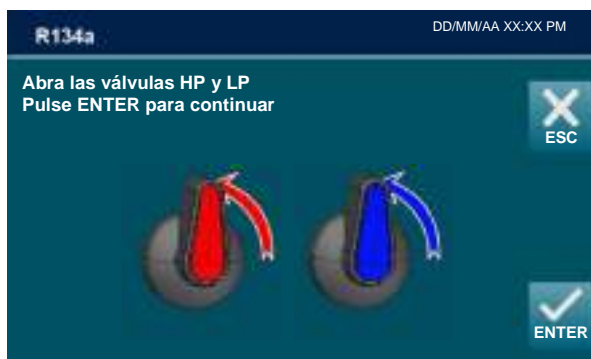 R134a
DD/MM/AA XX:XX PM
Abra las válvulas HP y LP
Pulse ENTER para continuar
ESC
ENTER